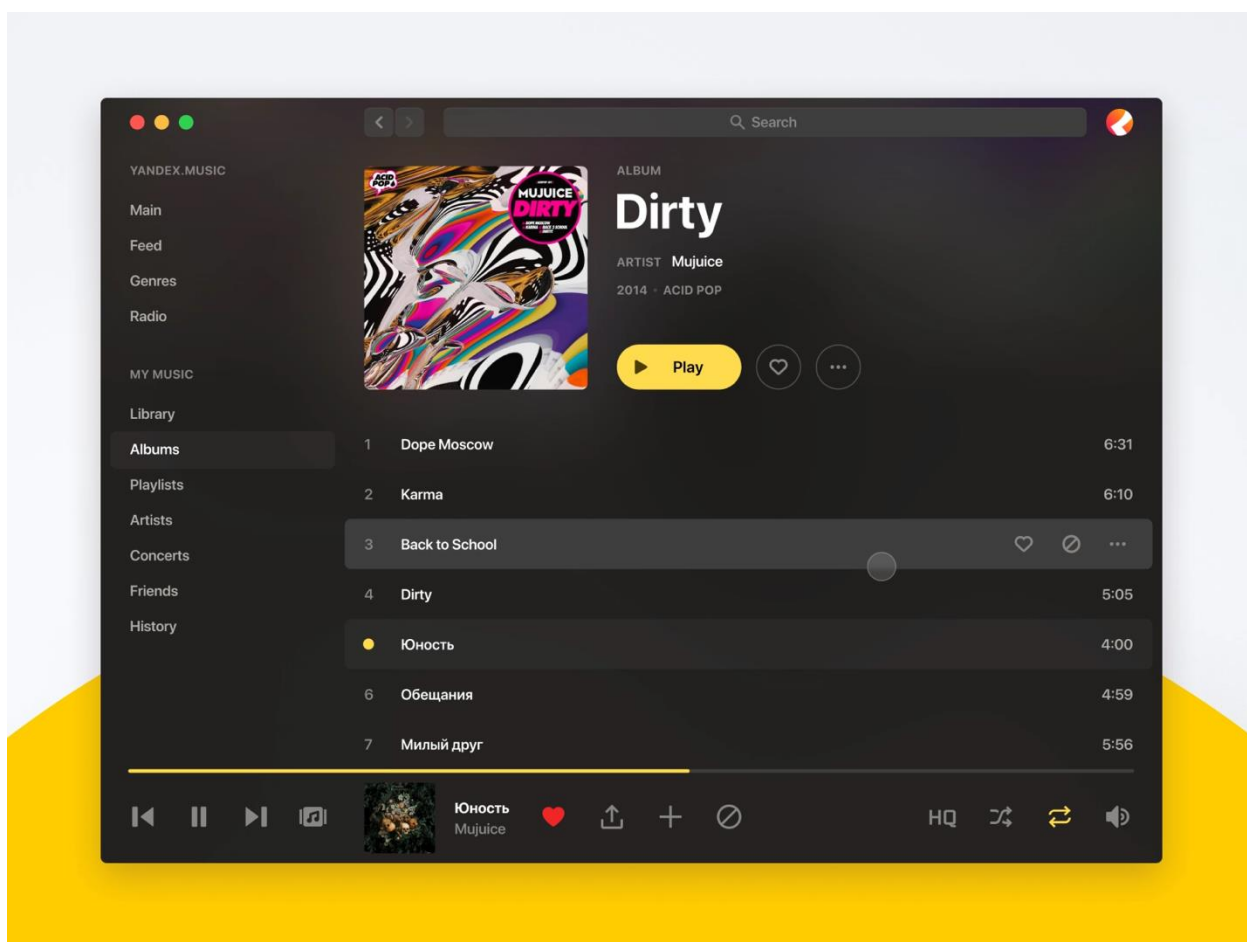 Search
YANDEX.MUSIC
Main
Feed
Genres
Radio
MY MUSIC
Library
Albums
Playlists
Artists
Concerts
Friends
History
ACID
POP
MUJUICE
DIRTY
ALBUM
Dirty
ARTIST Mujuice
2014 • ACID POP
Play
1 Dope Moscow 6:31
2 Karma 6:10
3 Back to School
4 Dirty 5:05
Юность 4:00
6 Обещания 4:59
7 Милый друг 5:56
Юность
Mujuice
HQ